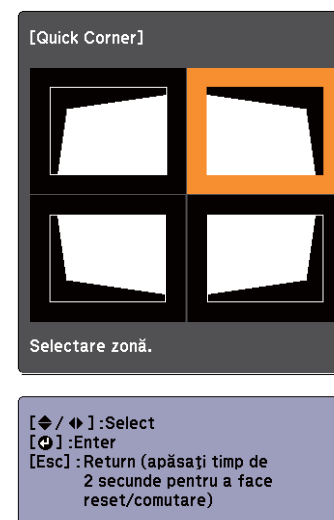 [Quick Corner]
Selectare zonă.
[ / ] :Select
[ ] :Enter
[Esc] :Return (apăsaţi timp de
2 secunde pentru a face
reset/comutare)